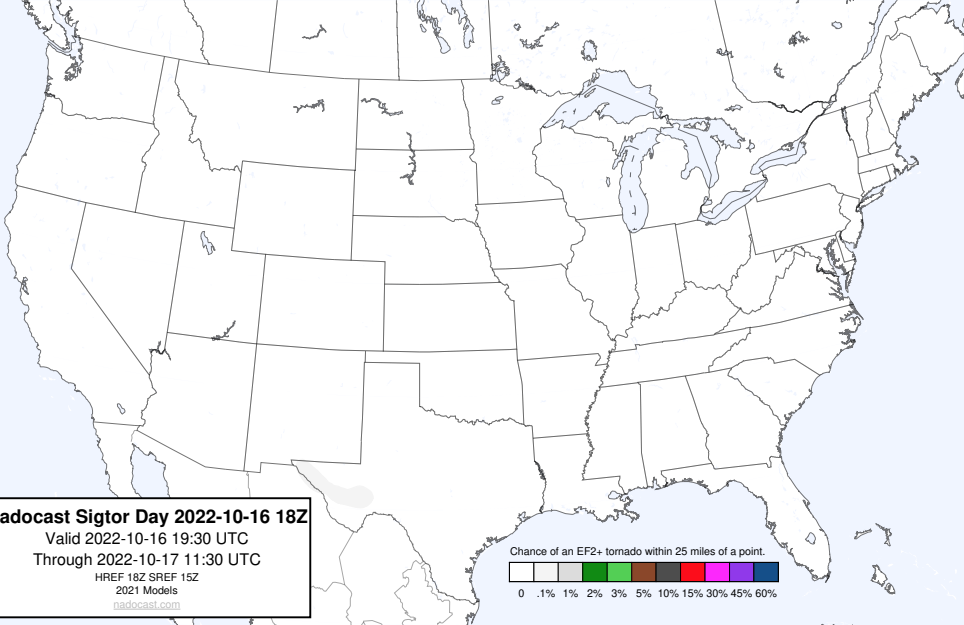 adocast Sigtor Day 2022-10-16 18Z
Valid 2022-10-16 19:30 UTC
Through 2022-10-17 11:30 UTC
HREF 18Z SREF 15Z
2021 Models
nadocast.com
Chance of an EF2+ tornado within 25 miles of a point.
0 .1% 1% 2% 3% 5% 10% 15% 30% 45% 60%